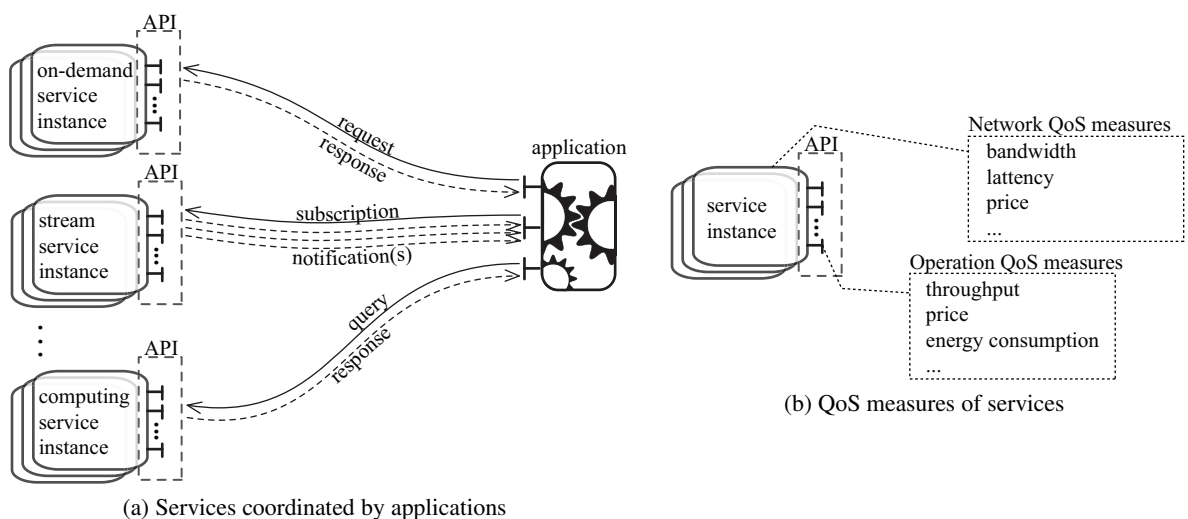 API
on-demand
service
instance
request
response
application
API
stream
service
instance
subscription
notification(s)
API
computing
service
instance
query
response
(a) Services coordinated by applications
Network QoS measures
bandwidth
lattency
price
...
API
service
instance
Operation QoS measures
throughput
price
energy consumption
...
(b) QoS measures of services